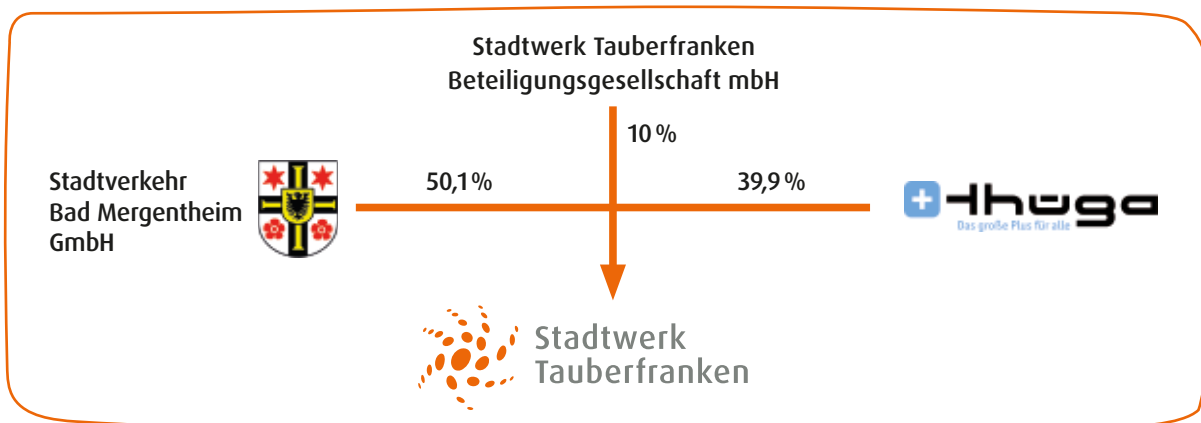 Stadtwerk Tauberfranken
Beteiligungsgesellschaft mbH
10 %
50,1 %
39,9 %
Stadtverkehr
Bad Mergentheim
GmbH
thüga
Das große Plus für alle
Stadtwerk
Tauberfranken